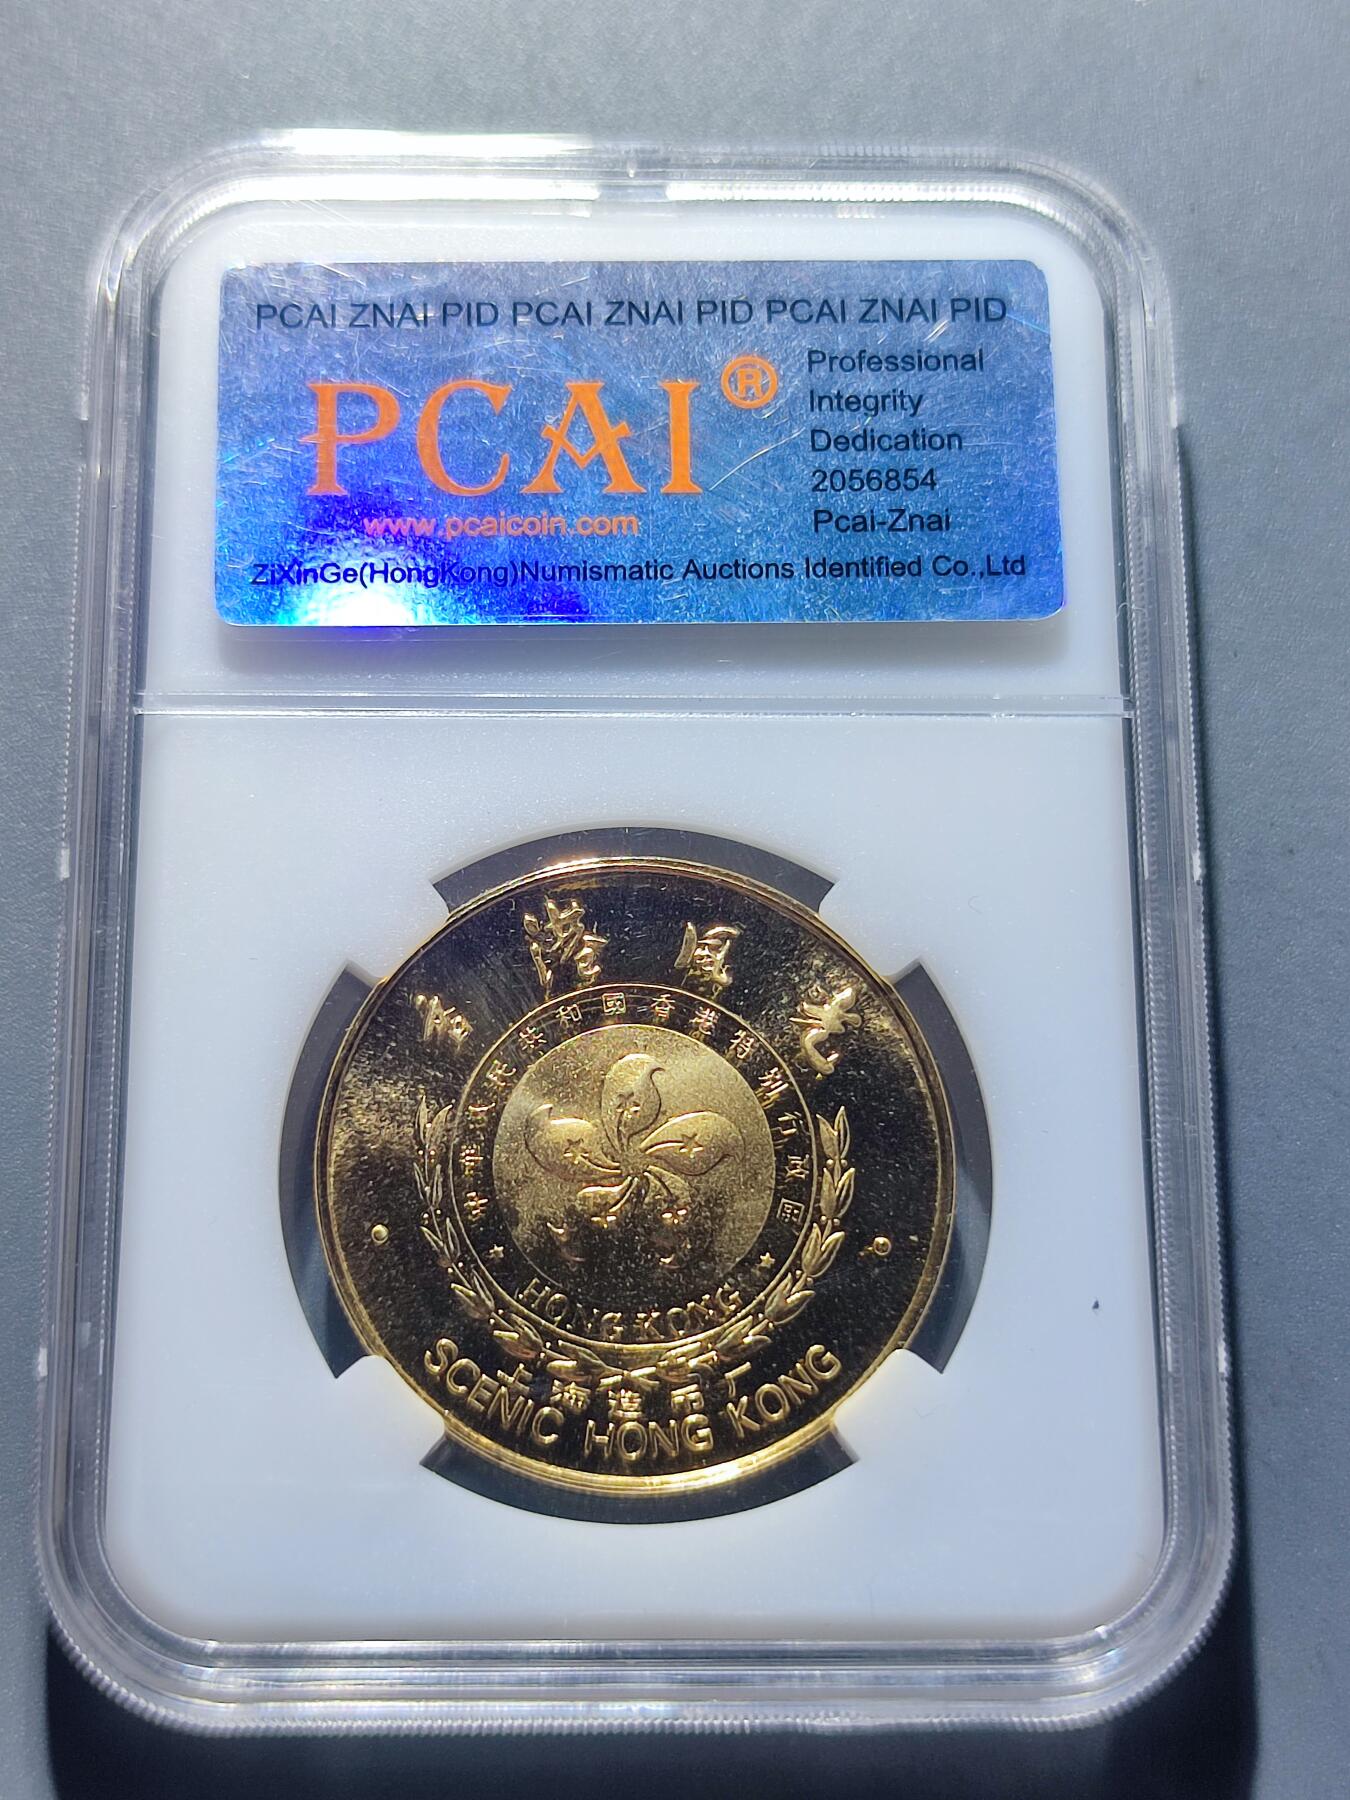 PCAI ZNAI PID PCAI ZNAI PID PCAI ZNAI PID
PCAI®
www.pcaicoin.com
Professional
Integrity
Dedication
2056854
Pcai-Znai
ZiXinGe(HongKong)Numismatic Auctions Identified Co.,Ltd
香港風光
中華人民共和國香港特別行政區
HONG KONG
上海造币厂
SCENIC HONG KONG